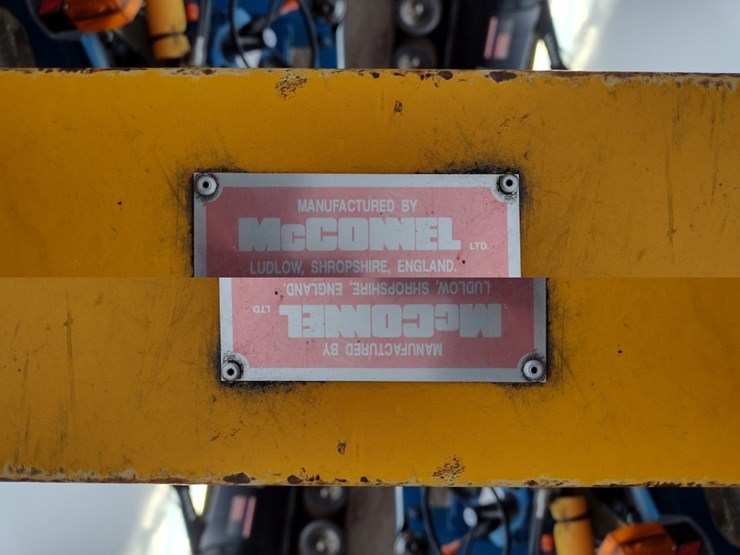 MANUFACTURED BY
McCONNEL LTD.
LUDLOW, SHROPSHIRE, ENGLAND.
LUDLOW, SHROPSHIRE, ENGLAND.
McCONNEL LTD.
MANUFACTURED BY